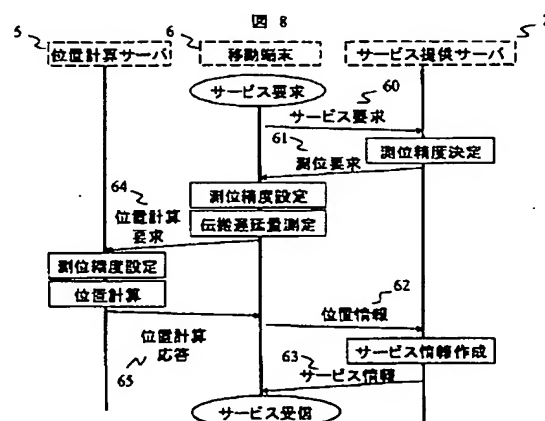 図 8
5 6 2
位置計算サーバ 移動端末 サービス提供サーバ
サービス要求
60
サービス要求
61
測位精度決定
測位要求
64
測位精度設定
位置計算
要求
伝搬遅延量測定
測位精度設定
62
位置計算
位置情報
位置計算
応答
サービス情報作成
63
サービス情報
65
サービス受信